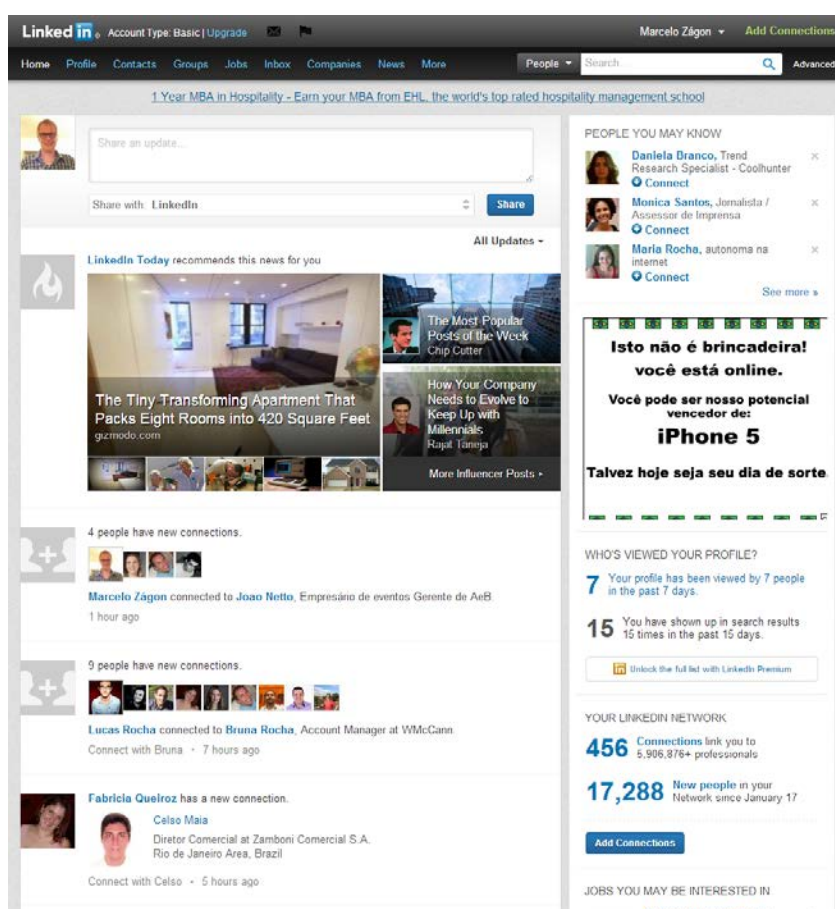 Linked in Account Type: Basic | Upgrade
Marcelo Zágon Add Connections
Home Profile Contacts Groups Jobs Inbox Companies News More
People Search... Advanced
1 Year MBA in Hospitality - Earn your MBA from EHL, the world's top rated hospitality management school
Share an update...
Share with: LinkedIn
Share
All Updates
LinkedIn Today recommends this news for you
The Tiny Transforming Apartment That
Packs Eight Rooms into 420 Square Feet
gizmodo.com
The Most Popular
Posts of the Week
Chip Cutter
How Your Company
Needs to Evolve to
Keep Up with
Millennials
Rajat Taneja
More Influencer Posts
4 people have new connections.
Marcelo Zágon connected to Joao Netto, Empresário de eventos Gerente de AeB.
1 hour ago
9 people have new connections.
Lucas Rocha connected to Bruna Rocha, Account Manager at WMcCann
Connect with Bruna • 7 hours ago
Fabricia Queiroz has a new connection.
Celso Maia
Diretor Comercial at Zamboni Comercial S.A.
Rio de Janeiro Area, Brazil
Connect with Celso • 5 hours ago
PEOPLE YOU MAY KNOW
Daniela Branco, Trend
Research Specialist - Coolhunter
Connect
Monica Santos, Jornalista /
Assessor de Imprensa
Connect
Maria Rocha, autonoma na
internet
Connect
See more »
Isto não é brincadeira!
você está online.
Você pode ser nosso potencial
vencedor de:
iPhone 5
Talvez hoje seja seu dia de sorte.
WHO'S VIEWED YOUR PROFILE?
7 Your profile has been viewed by 7 people
in the past 7 days.
15 You have shown up in search results
15 times in the past 15 days.
in Unlock the full list with LinkedIn Premium
YOUR LINKEDIN NETWORK
456 Connections link you to
5,906,876+ professionals
17,288 New people in your
Network since January 17
Add Connections
JOBS YOU MAY BE INTERESTED IN